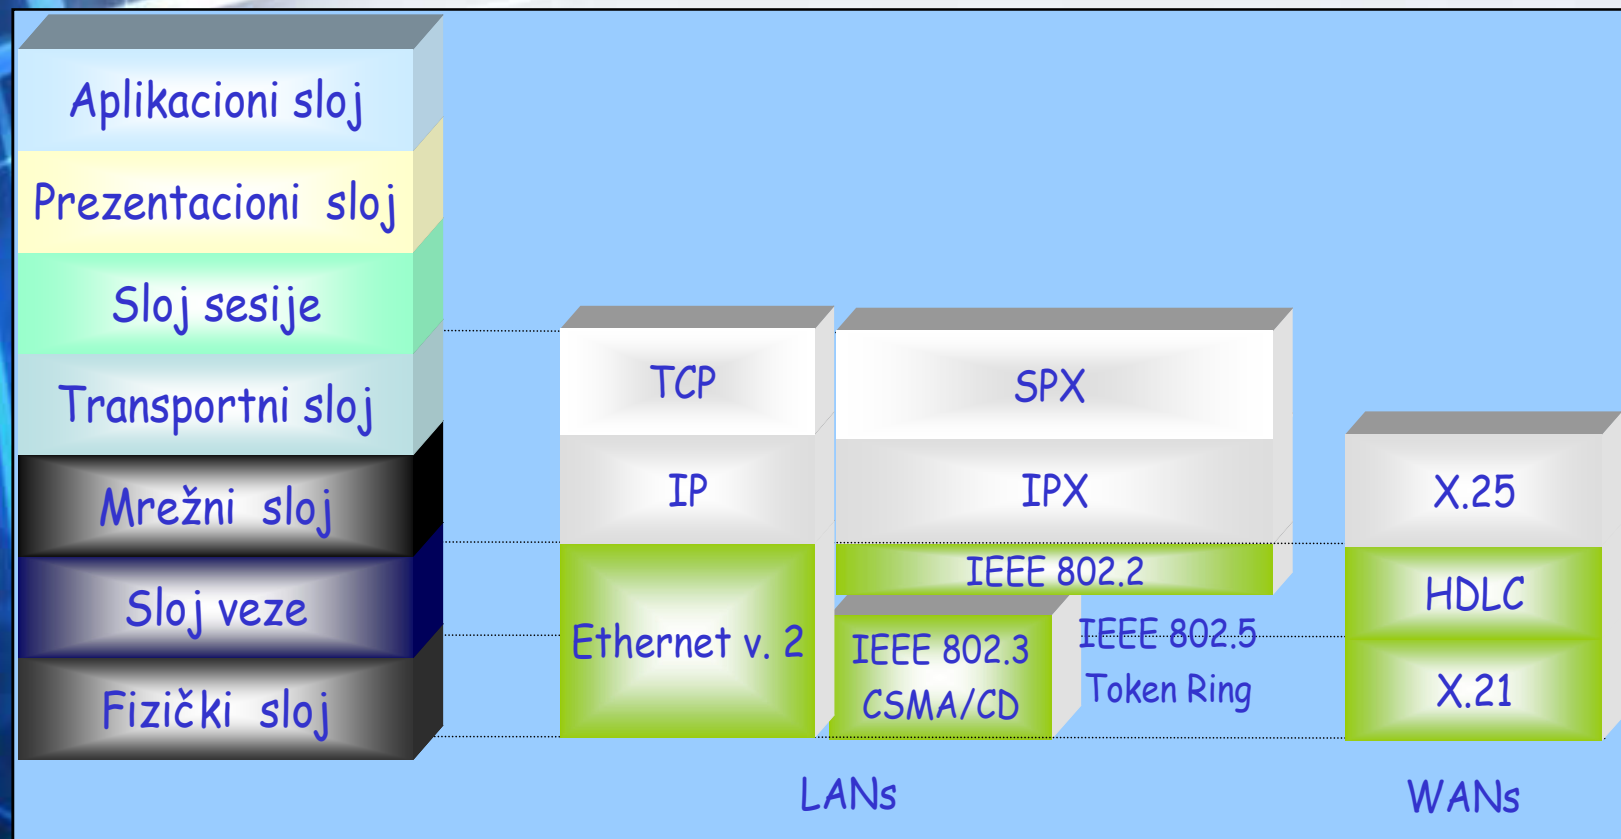 Aplikacioni sloj
Prezentacioni sloj
Sloj sesije
Transportni sloj
Mrežni sloj
Sloj veze
Fizički sloj
TCP
IP
Ethernet v. 2
SPX
IPX
IEEE 802.2
IEEE 802.3
CSMA/CD
IEEE 802.5
Token Ring
X.25
HDLC
X.21
LANs
WANs